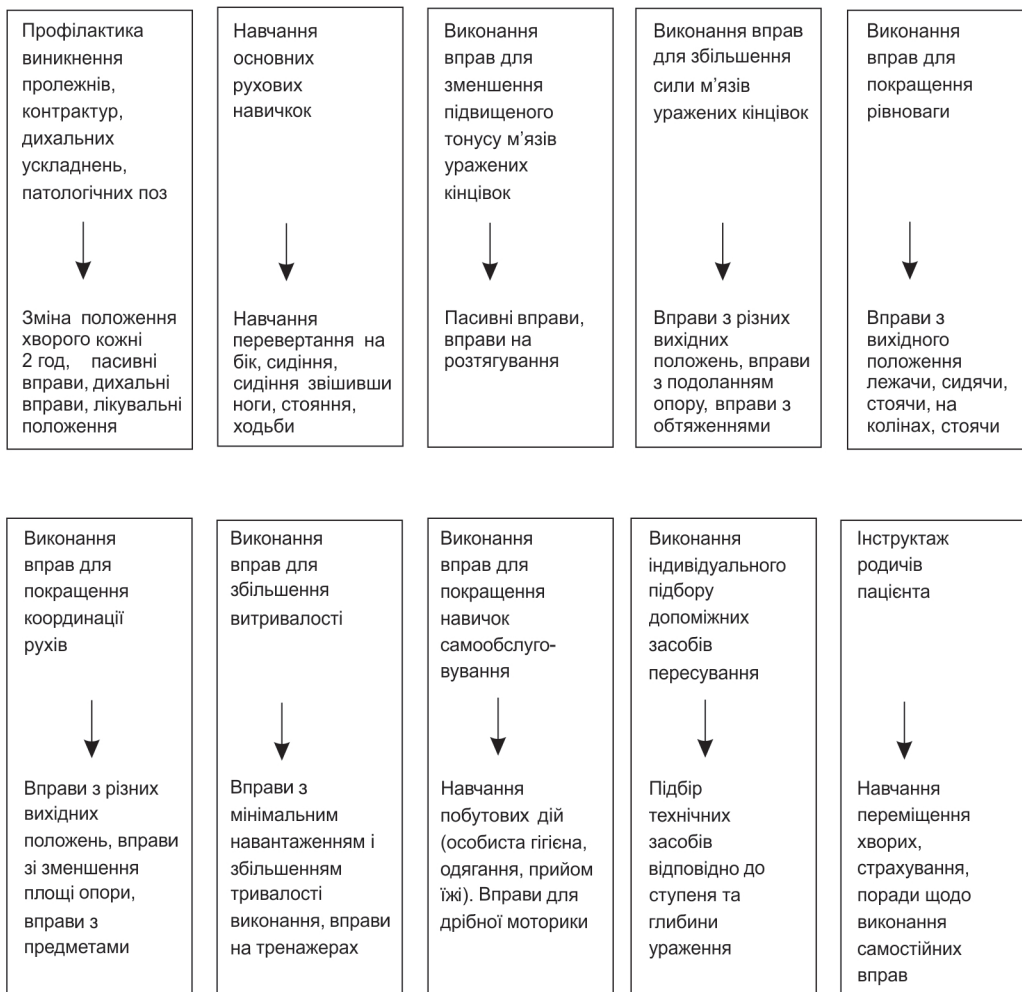 Профілактика
виникнення
пролежнів,
контрактур,
дихальних
ускладнень,
патологічних поз
Зміна положення
хворого кожні
2 год, пасивні
вправи, дихальні
вправи, лікувальні
положення
Навчання
основних
рухових
навичкок
Навчання
перевертання на
бік, сидіння,
сидіння звішивши
ноги, стояння,
ходьби
Виконання
вправ для
зменшення
підвищеного
тонусу м’язів
уражених
кінцівок
Пасивні вправи,
вправи на
розтягування
Виконання вправ
для збільшення
сили м’язів
уражених кінцівок
Вправи з різних
вихідних
положень, вправи
з подоланням
опору, вправи з
обтяженнями
Виконання
вправ для
покращення
рівноваги
Вправи з
вихідного
положення
лежачи, сидячи,
стоячи, на
колінах, стоячи
Виконання
вправ для
покращення
координації
рухів
Вправи з різних
вихідних
положень, вправи
зі зменшення
площі опори,
вправи з
предметами
Виконання
вправ для
збільшення
витривалості
Вправи з
мінімальним
навантаженням і
збільшенням
тривалості
виконання, вправи
на тренажерах
Виконання
вправ для
покращення
навичок
самообслуго-
вування
Навчання
побутових дій
(особиста гігієна,
одягання, прийом
їжі). Вправи для
дрібної моторики
Виконання
індивідуального
підбору
допоміжних
засобів
пересування
Підбір
технічних
засобів
відповідно до
ступеня та
глибини
ураження
Інструктаж
родичів
пацієнта
Навчання
переміщення
хворих,
страхування,
поради щодо
виконання
самостійних
вправ